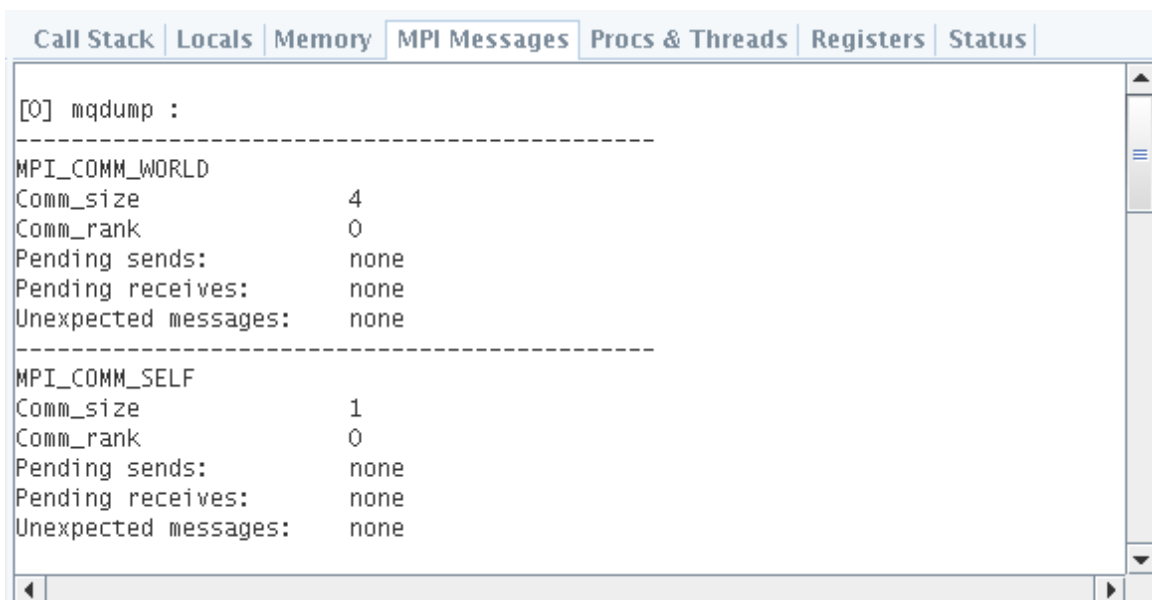 Call Stack Locals Memory MPI Messages Procs & Threads Registers Status
[0] mqdump :
----------------------------------------------
MPI_COMM_WORLD
Comm_size 4
Comm_rank 0
Pending sends: none
Pending receives: none
Unexpected messages: none
----------------------------------------------
MPI_COMM_SELF
Comm_size 1
Comm_rank 0
Pending sends: none
Pending receives: none
Unexpected messages: none